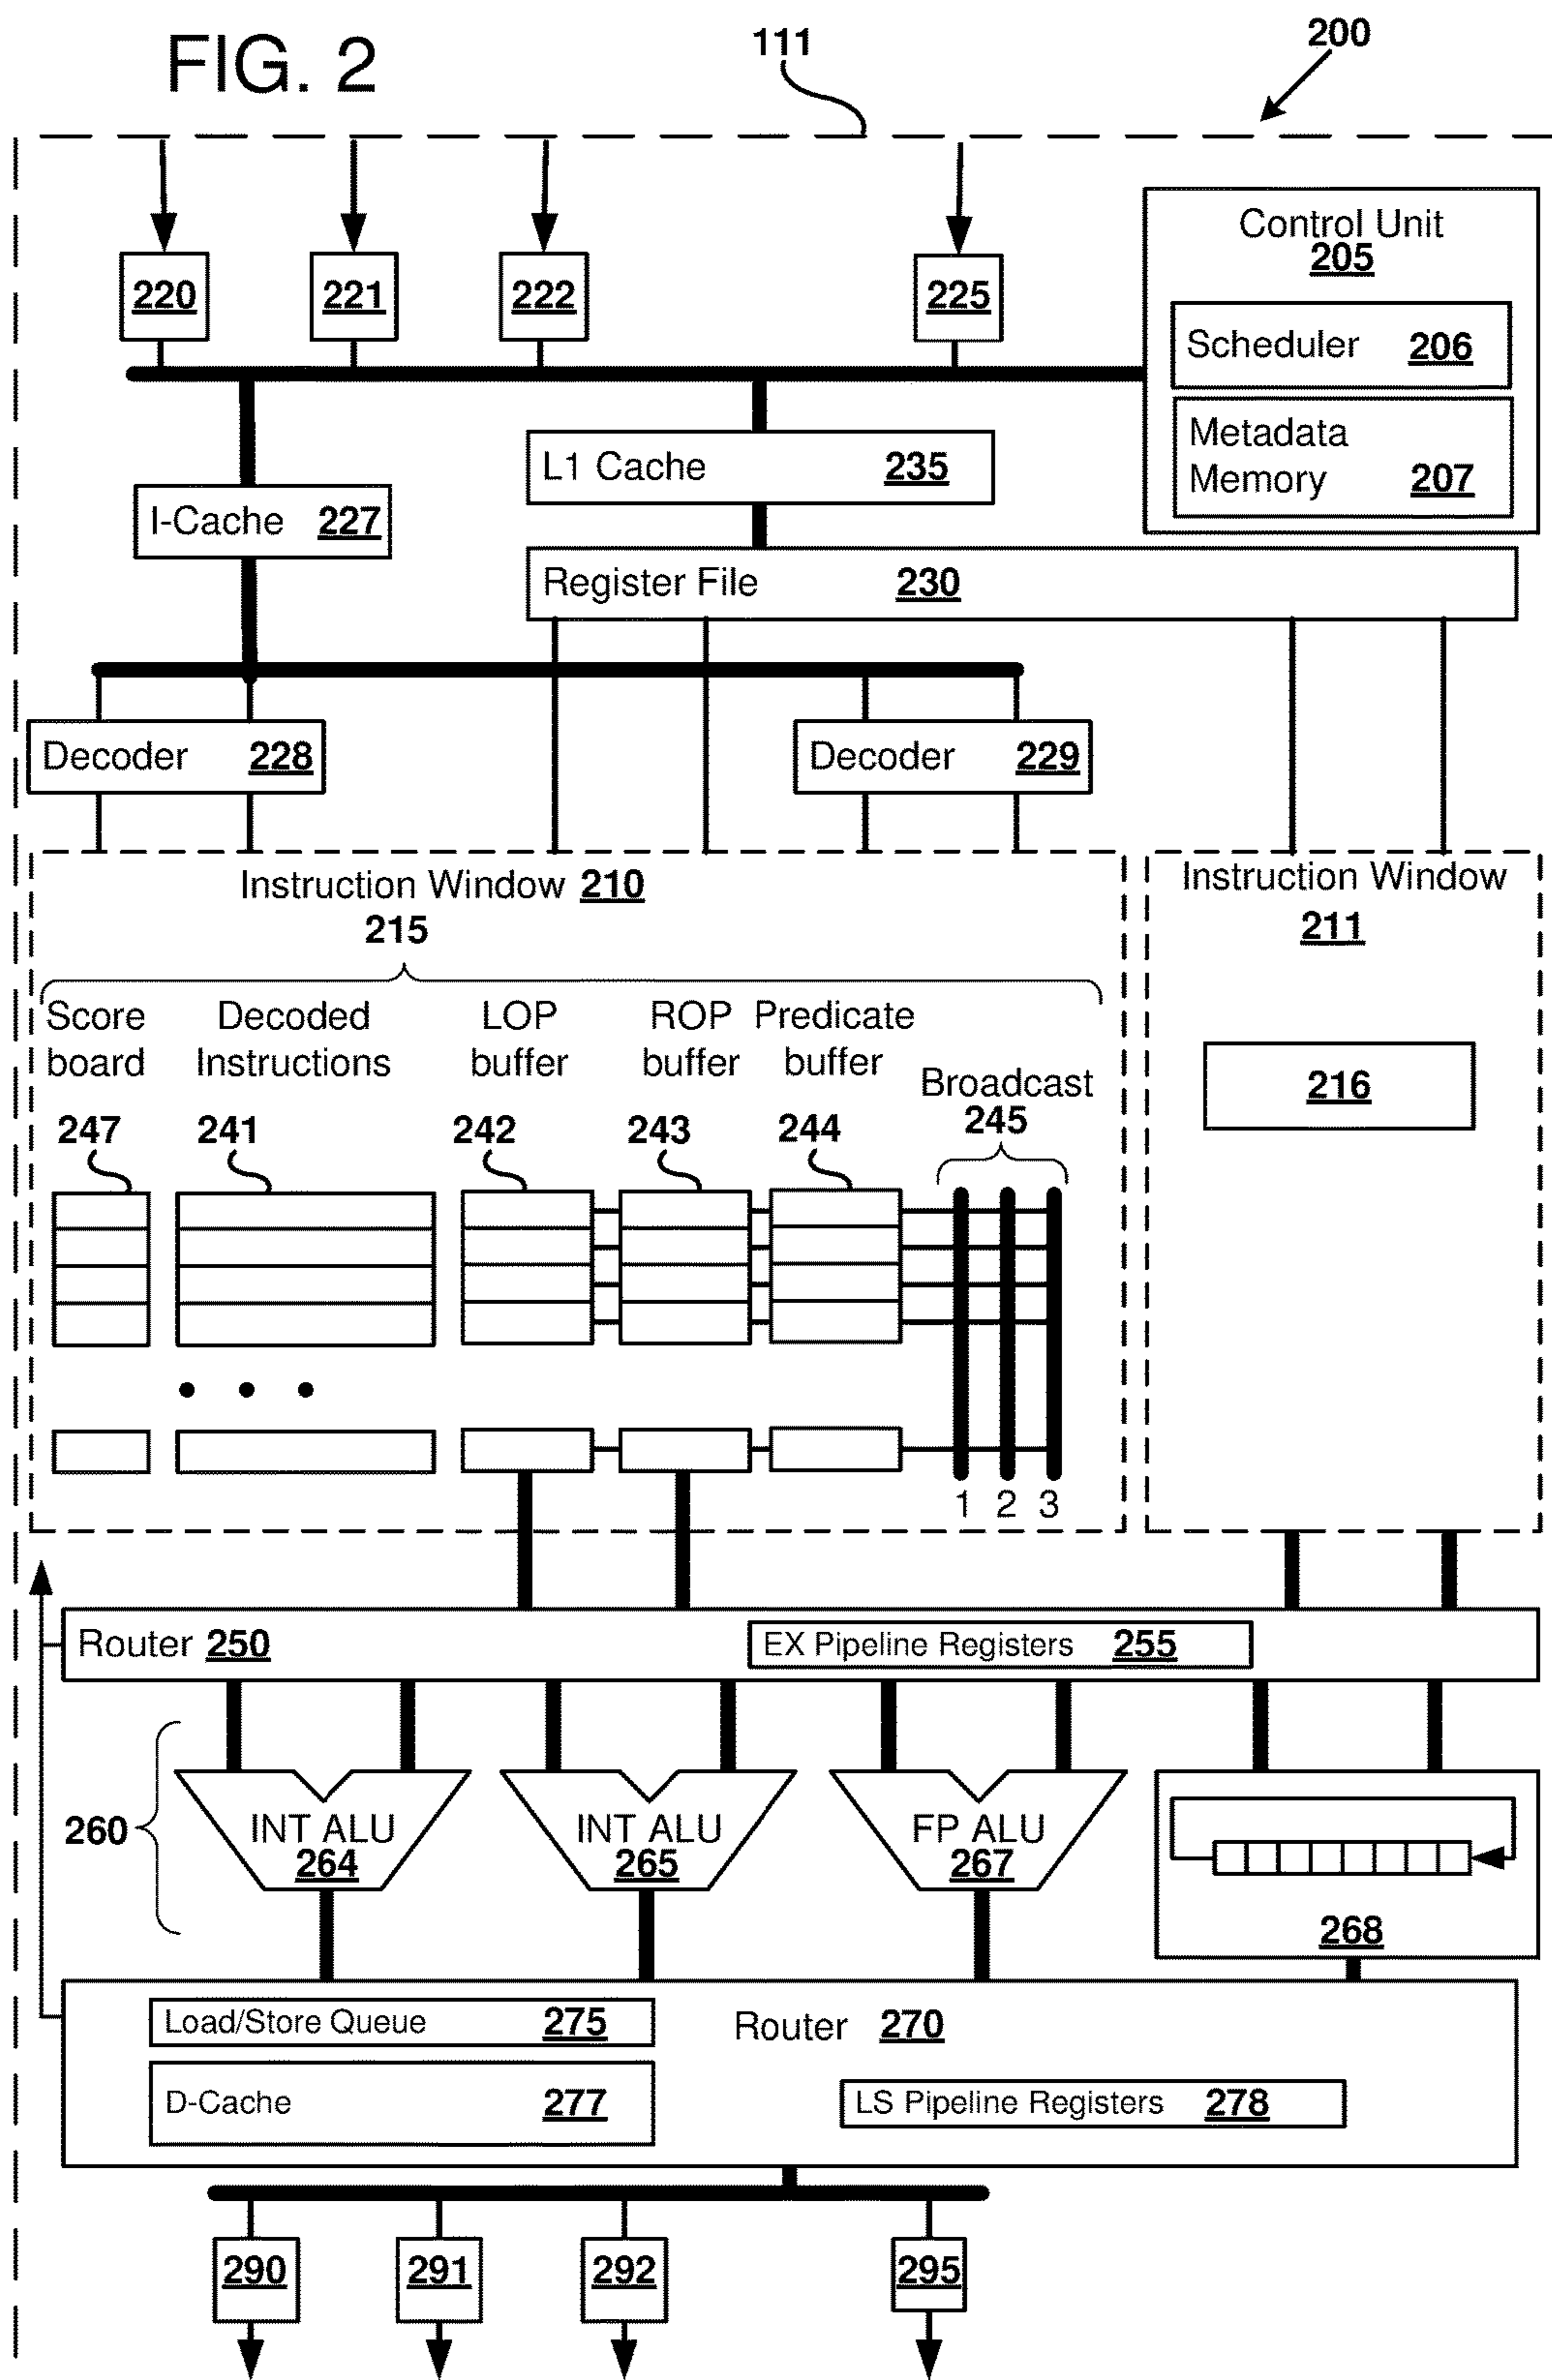 FIG. 2
111
200
220
221
222
225
Control Unit
205
Scheduler 206
Metadata
Memory 207
L1 Cache 235
I-Cache 227
Register File 230
Decoder 228
Decoder 229
Instruction Window 210
215
Instruction Window
211
Score
board
Decoded
Instructions
LOP
buffer
ROP
buffer
Predicate
buffer
Broadcast
245
216
247
241
242
243
244
1 2 3
Router 250
EX Pipeline Registers 255
260
INT ALU
264
INT ALU
265
FP ALU
267
268
Load/Store Queue 275
Router 270
D-Cache 277
LS Pipeline Registers 278
290
291
292
295